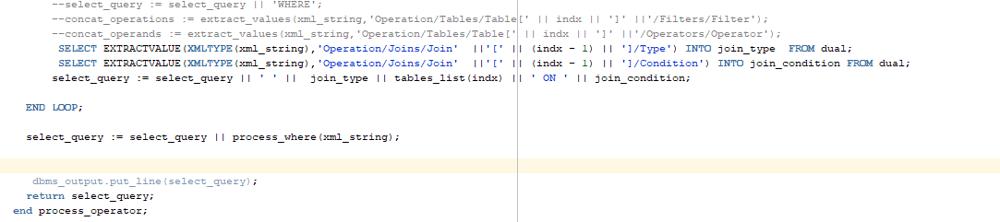 --select_query := select_query || 'WHERE';
--concat_operations := extract_values(xml_string,'Operation/Tables/Table[' || indx || ']' ||'/Filters/Filter');
--concat_operands := extract_values(xml_string,'Operation/Tables/Table[' || indx || ']' ||'/Operators/Operator');
SELECT EXTRACTVALUE(XMLTYPE(xml_string),'Operation/Joins/Join'  ||'[' || (indx - 1) || ']/Type') INTO join_type  FROM dual;
SELECT EXTRACTVALUE(XMLTYPE(xml_string),'Operation/Joins/Join'  ||'[' || (indx - 1) || ']/Condition') INTO join_condition FROM dual;
select_query := select_query || ' ' ||  join_type || tables_list(indx) || ' ON ' || join_condition;
END LOOP;
select_query := select_query || process_where(xml_string);
dbms_output.put_line(select_query);
return select_query;
end process_operator;